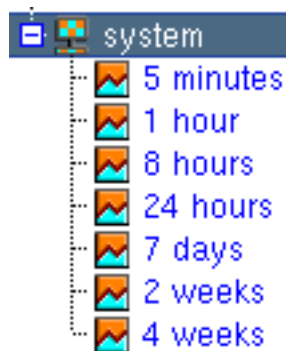 system
5 minutes
1 hour
8 hours
24 hours
7 days
2 weeks
4 weeks